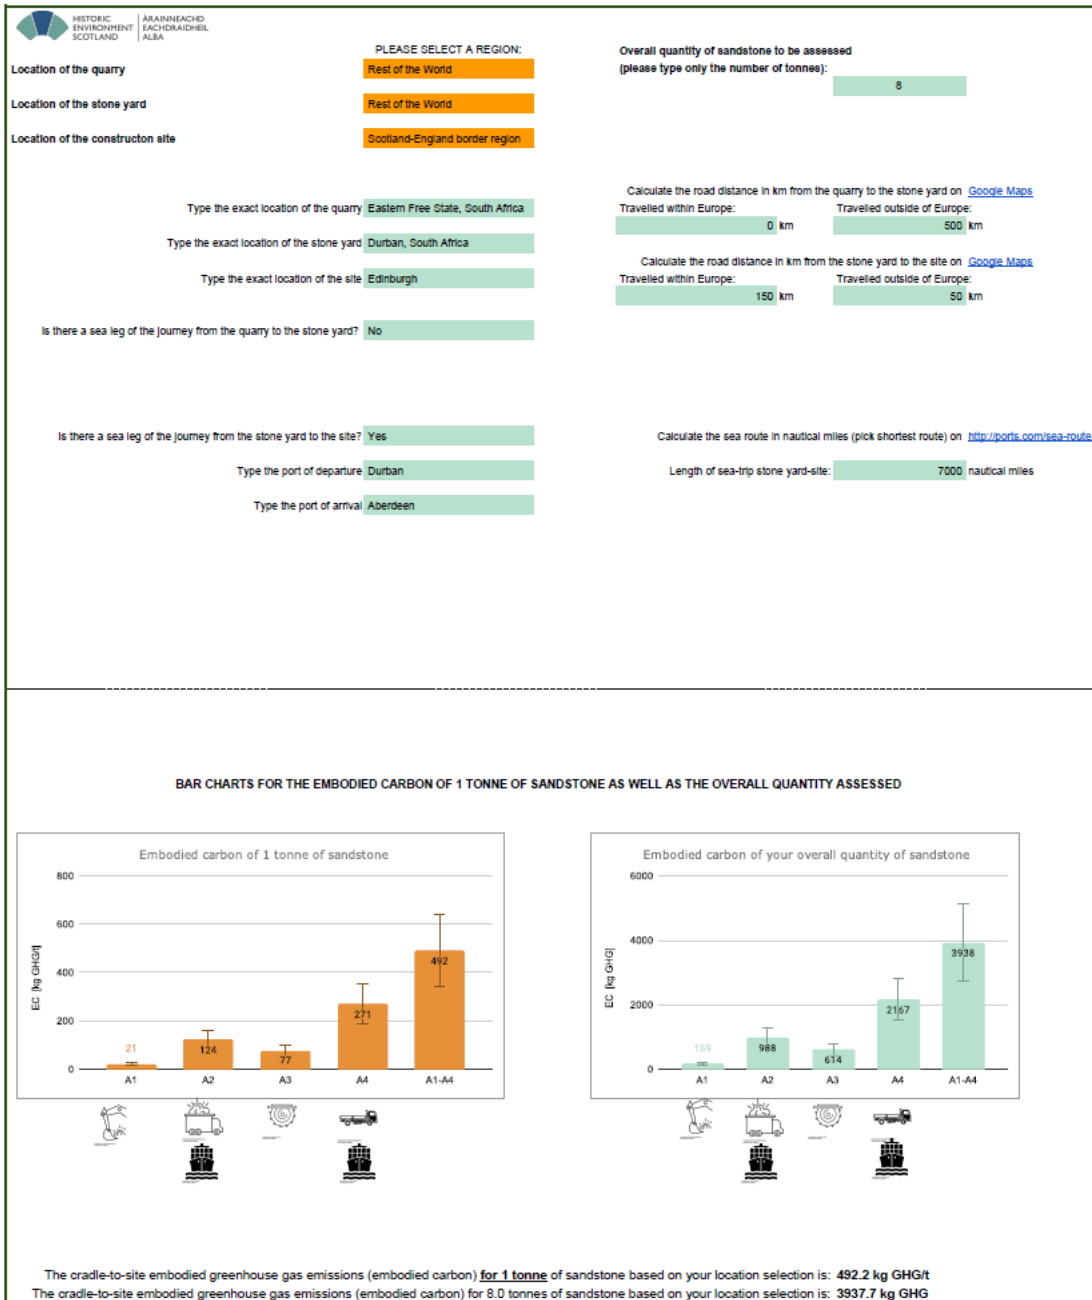 HISTORIC
ENVIRONMENT
SCOTLAND
ÀRAINNEACHD
EACHDRAIDHEIL
ALBA
PLEASE SELECT A REGION:
Location of the quarry Rest of the World
Location of the stone yard Rest of the World
Location of the constructon site Scotland-England border region
Overall quantity of sandstone to be assessed
(please type only the number of tonnes):
8
Type the exact location of the quarry Eastern Free State, South Africa
Type the exact location of the stone yard Durban, South Africa
Type the exact location of the site Edinburgh
Is there a sea leg of the journey from the quarry to the stone yard? No
Calculate the road distance in km from the quarry to the stone yard on Google Maps
Travelled within Europe: Travelled outside of Europe:
0 km 500 km
Calculate the road distance in km from the stone yard to the site on Google Maps
Travelled within Europe: Travelled outside of Europe:
150 km 50 km
Is there a sea leg of the journey from the stone yard to the site? Yes
Type the port of departure Durban
Type the port of arrival Aberdeen
Calculate the sea route in nautical miles (pick shortest route) on http://ports.com/sea-route
Length of sea-trip stone yard-site: 7000 nautical miles
BAR CHARTS FOR THE EMBODIED CARBON OF 1 TONNE OF SANDSTONE AS WELL AS THE OVERALL QUANTITY ASSESSED
Embodied carbon of 1 tonne of sandstone
EC [kg GHG/t]
800
600
400
200
0
21
124
77
271
492
A1 A2 A3 A4 A1-A4
Embodied carbon of your overall quantity of sandstone
EC [kg GHG]
6000
4000
2000
0
169
988
614
2167
3938
A1 A2 A3 A4 A1-A4
The cradle-to-site embodied greenhouse gas emissions (embodied carbon) for 1 tonne of sandstone based on your location selection is: 492.2 kg GHG/t
The cradle-to-site embodied greenhouse gas emissions (embodied carbon) for 8.0 tonnes of sandstone based on your location selection is: 3937.7 kg GHG